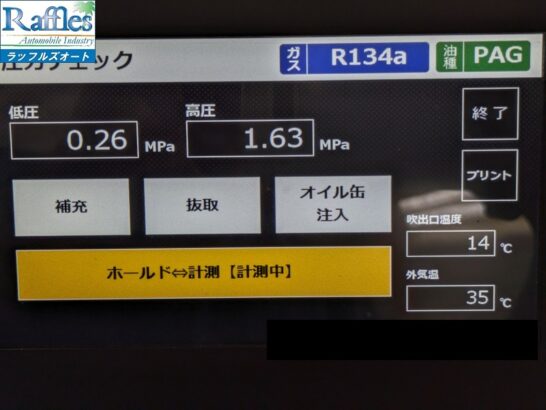 Raffles
Automobile Industry
ラッフルズオート
圧力チェック
ガス R134a 油種 PAG
低圧 0.26 MPa
高圧 1.63 MPa
終了
プリント
補充
抜取
オイル缶
注入
吹出口温度
14 ℃
ホールド⇔計測【計測中】
外気温
35 ℃